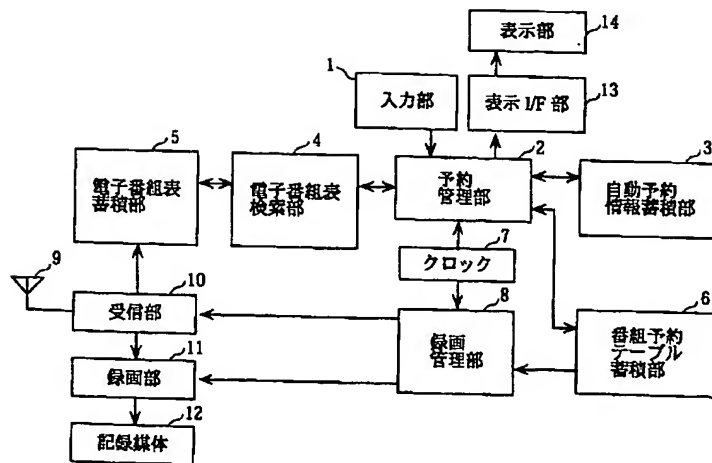 表示部
14
1
入力部
表示 I/F 部
13
5
電子番組表
蓄積部
4
電子番組表
検索部
2
予約
管理部
3
自動予約
情報蓄積部
7
クロック
9
10
受信部
8
録画
管理部
6
番組予約
テーブル
蓄積部
11
録画部
12
記録媒体